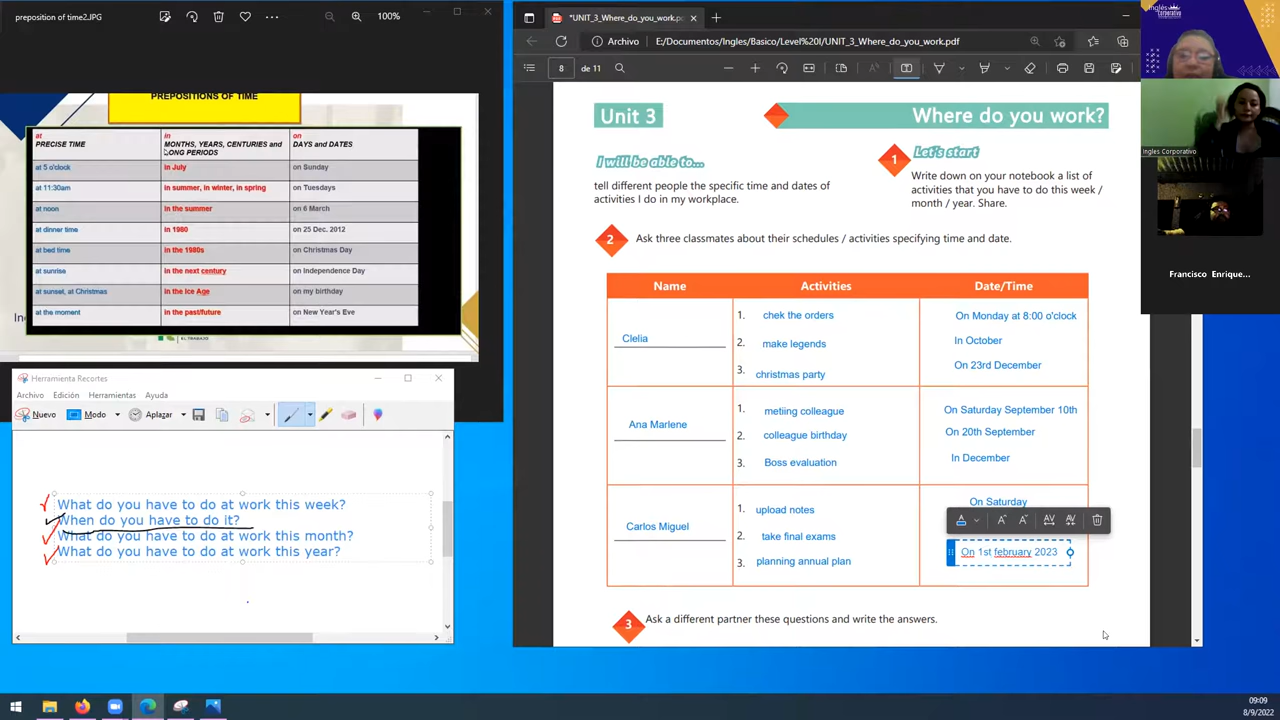 preposition of time2.JPG
100%
PREPOSITIONS OF TIME
at
PRECISE TIME
in
MONTHS, YEARS, CENTURIES and
LONG PERIODS
on
DAYS and DATES
at 5 o'clock
in July
on Sunday
at 11:30am
in summer, in winter, in spring
on Tuesdays
at noon
in the summer
on 6 March
at dinner time
in 1980
on 25 Dec. 2012
at bed time
in the 1980s
on Christmas Day
at sunrise
in the next century
on Independence Day
at sunset, at Christmas
in the Ice Age
on my birthday
at the moment
in the past/future
on New Year's Eve
EL TRABAJO
Herramienta Recortes
Archivo Edición Herramientas Ayuda
Nuevo Modo Aplazar
What do you have to do at work this week?
When do you have to do it?
What do you have to do at work this month?
What do you have to do at work this year?
*UNIT_3_Where_do_you_work.p
Archivo E:/Documentos/Ingles/Basico/Level%20I/UNIT_3_Where_do_you_work.pdf
8 de 11
Unit 3
Where do you work?
I will be able to...
tell different people the specific time and dates of
activities I do in my workplace.
1
Let's start
Write down on your notebook a list of
activities that you have to do this week /
month / year. Share.
2
Ask three classmates about their schedules / activities specifying time and date.
Name Activities Date/Time
Clelia
1. chek the orders On Monday at 8:00 o'clock
2. make legends In October
3. christmas party On 23rd December
Ana Marlene
1. metiing colleague On Saturday September 10th
2. colleague birthday On 20th September
3. Boss evaluation In December
Carlos Miguel
1. upload notes On Saturday
2. take final exams
3. planning annual plan On 1st february 2023
3
Ask a different partner these questions and write the answers.
Inglés
Corporativo
Ingles Corporativo
Francisco Enrique...
09:09
8/9/2022